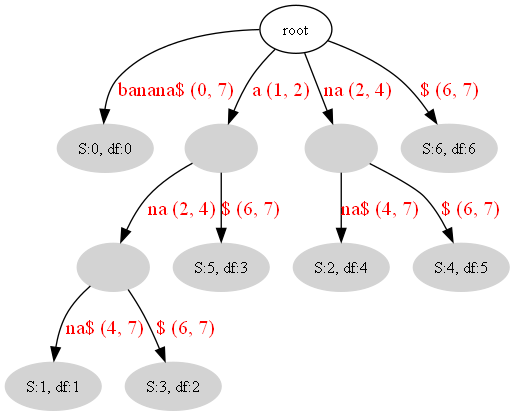 root
banana$ (0, 7)
a (1, 2)
na (2, 4)
$ (6, 7)
S:0, df:0
S:6, df:6
na (2, 4)
$ (6, 7)
na$ (4, 7)
$ (6, 7)
S:5, df:3
S:2, df:4
S:4, df:5
na$ (4, 7)
$ (6, 7)
S:1, df:1
S:3, df:2